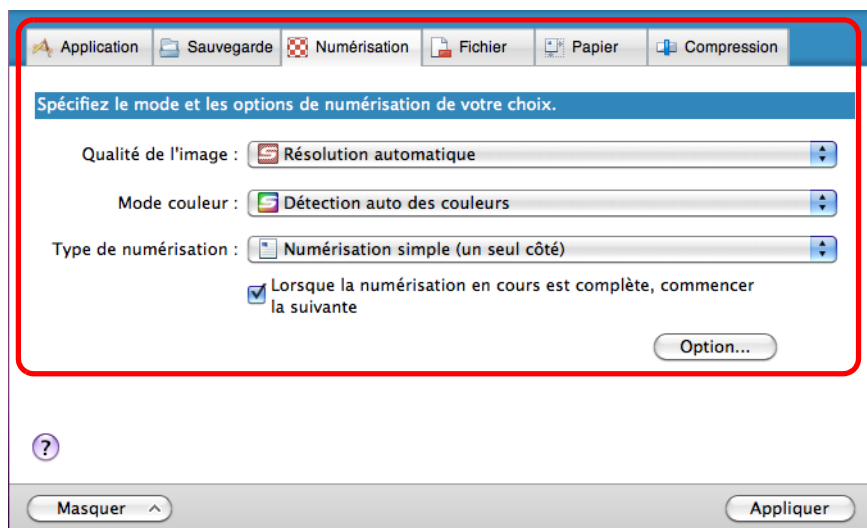 Application Sauvegarde Numérisation Fichier Papier Compression
Spécifiez le mode et les options de numérisation de votre choix.
Qualité de l'image : Résolution automatique
Mode couleur : Détection auto des couleurs
Type de numérisation : Numérisation simple (un seul côté)
Lorsque la numérisation en cours est complète, commencer
la suivante
Option...
?
Masquer Appliquer